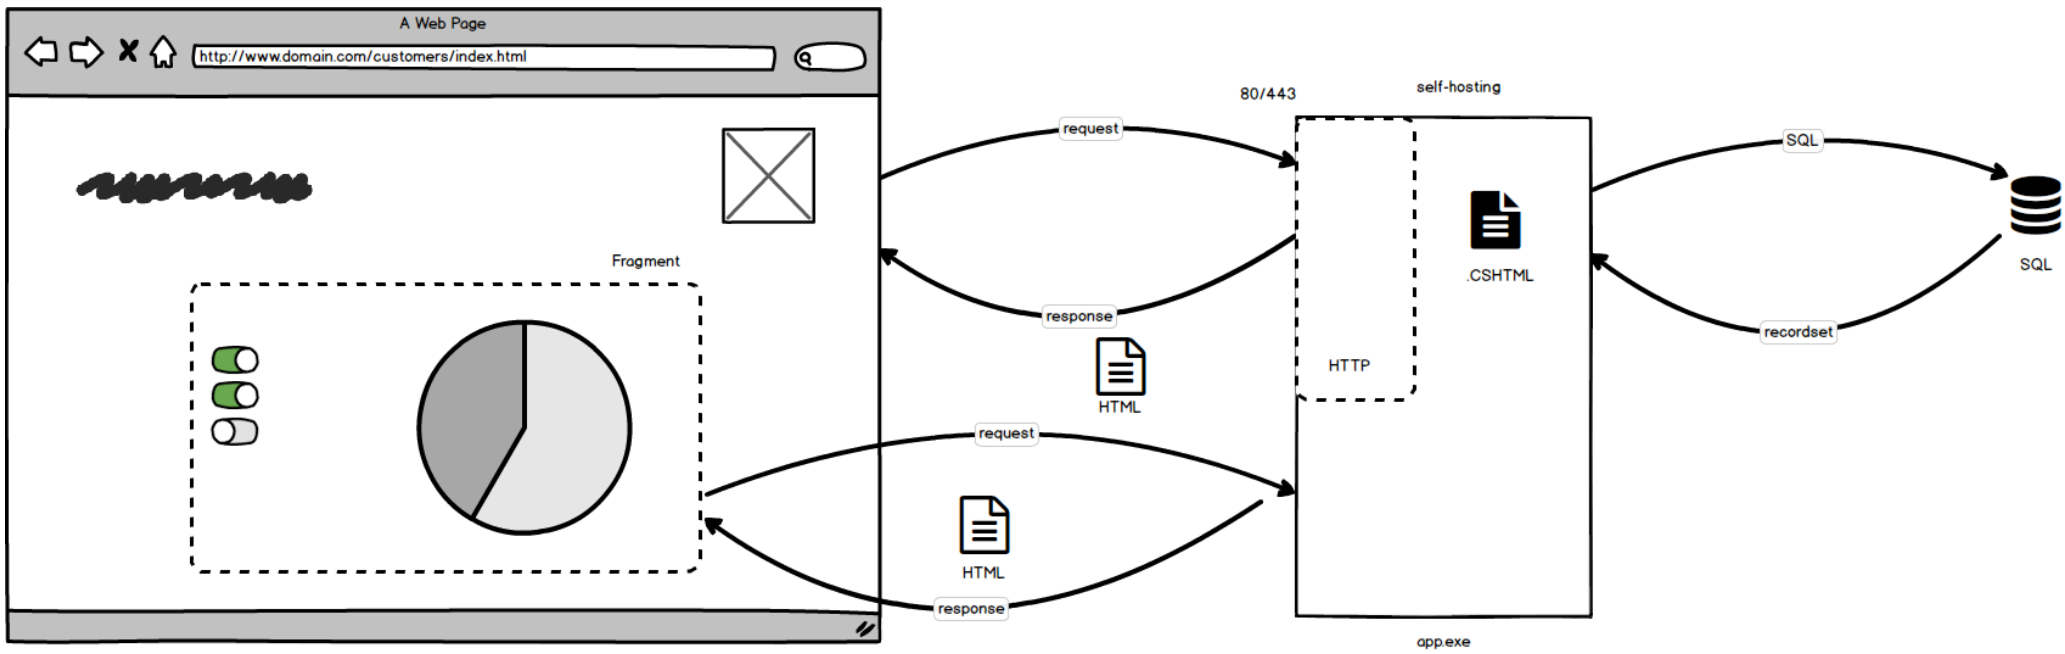 A Web Page
http://www.domain.com/customers/index.html
Fragment
request
response
HTML
request
HTML
response
80/443
self-hosting
HTTP
.CSHTML
app.exe
SQL
SQL
recordset